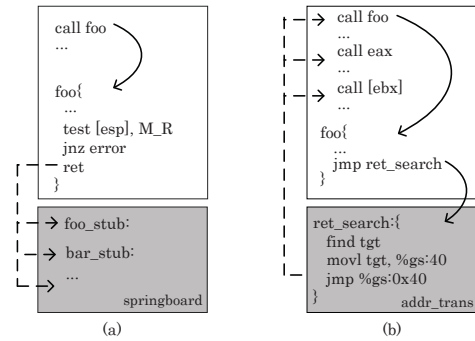 call foo
...
foo{
...
test [esp], M_R
jnz error
ret
}
foo_stub:
bar_stub:
...
springboard
(a)
call foo
...
call eax
...
call [ebx]
...
foo{
...
jmp ret_search
}
ret_search:{
find tgt
movl tgt, %gs:40
jmp %gs:0x40
}
addr_trans
(b)